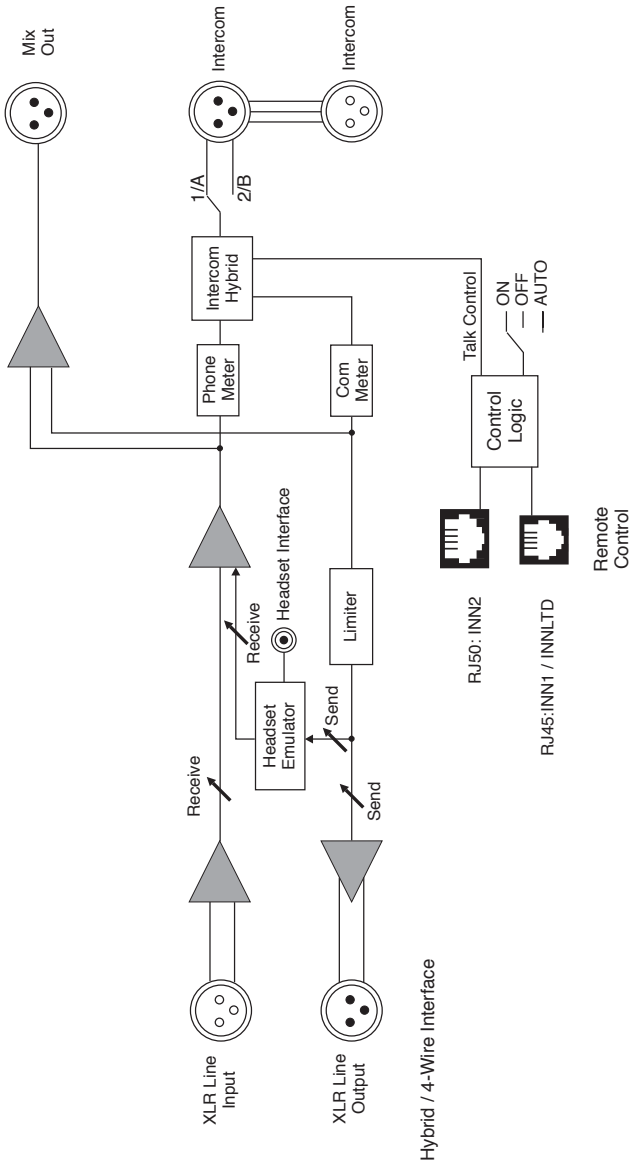 Mix
Out
Intercom
Intercom
1/A
2/B
Intercom
Hybrid
Phone
Meter
Com
Meter
Talk Control
ON
OFF
AUTO
Control
Logic
Headset Interface
Receive
Limiter
Headset
Emulator
Send
Receive
Send
RJ50: INN2
RJ45:INN1 / INNLTD
Remote
Control
XLR Line
Input
XLR Line
Output
Hybrid / 4-Wire Interface